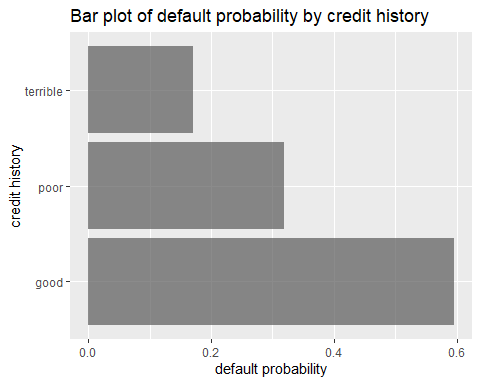 Bar plot of default probability by credit history
credit history
terrible
poor
good
0.0
0.2
0.4
0.6
default probability